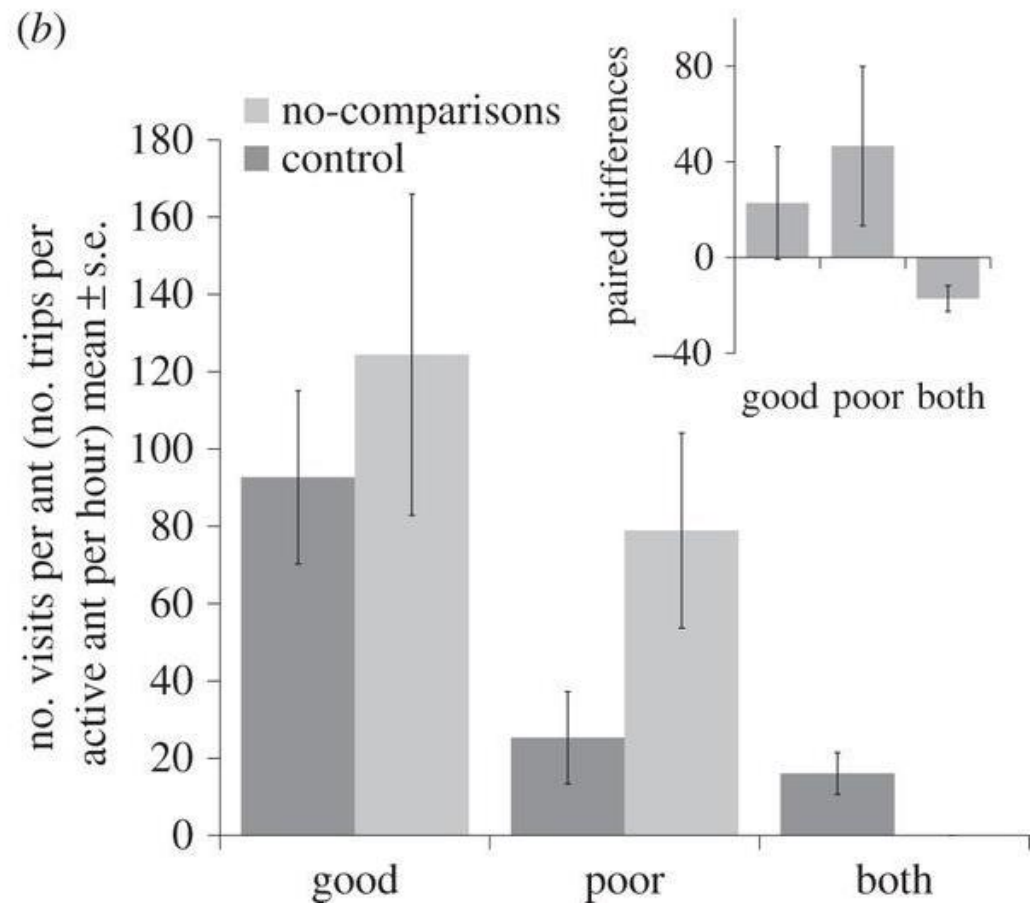 (b)
no-comparisons
control
no. visits per ant (no. trips per
active ant per hour) mean ± s.e.
180
160
140
120
100
80
60
40
20
0
good poor both
paired differences
80
40
0
–40
good poor both